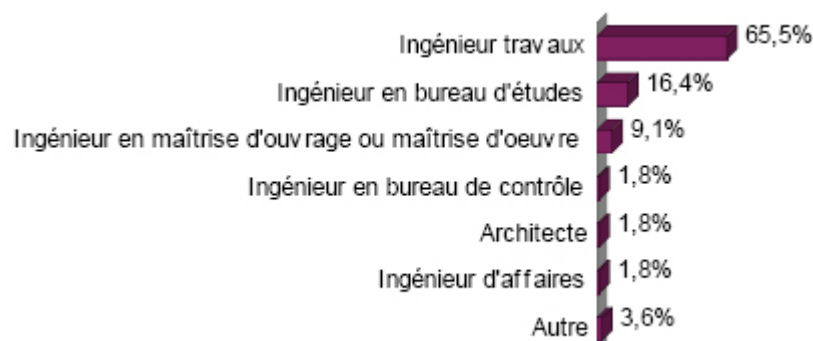 Ingénieur travaux 65,5%
Ingénieur en bureau d'études 16,4%
Ingénieur en maîtrise d'ouvrage ou maîtrise d'oeuvre 9,1%
Ingénieur en bureau de contrôle 1,8%
Architecte 1,8%
Ingénieur d'affaires 1,8%
Autre 3,6%